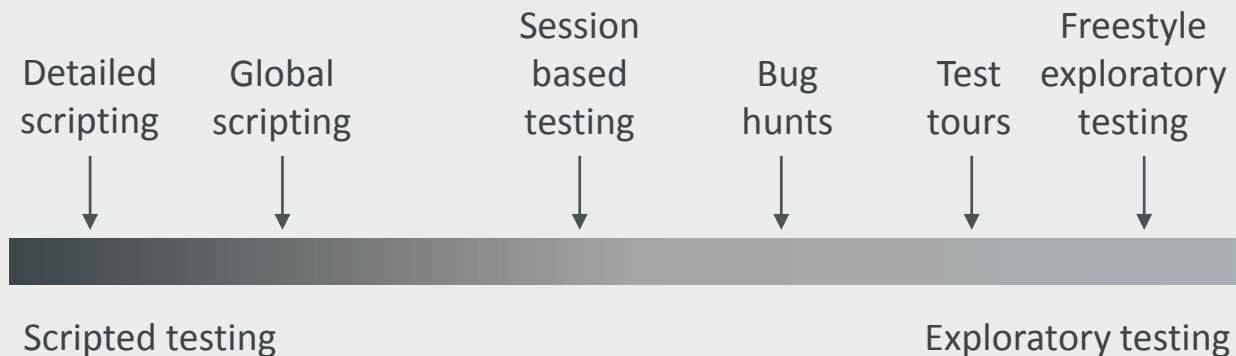 Detailed
scripting
Global
scripting
Session
based
testing
Bug
hunts
Test
tours
Freestyle
exploratory
testing
Scripted testing
Exploratory testing